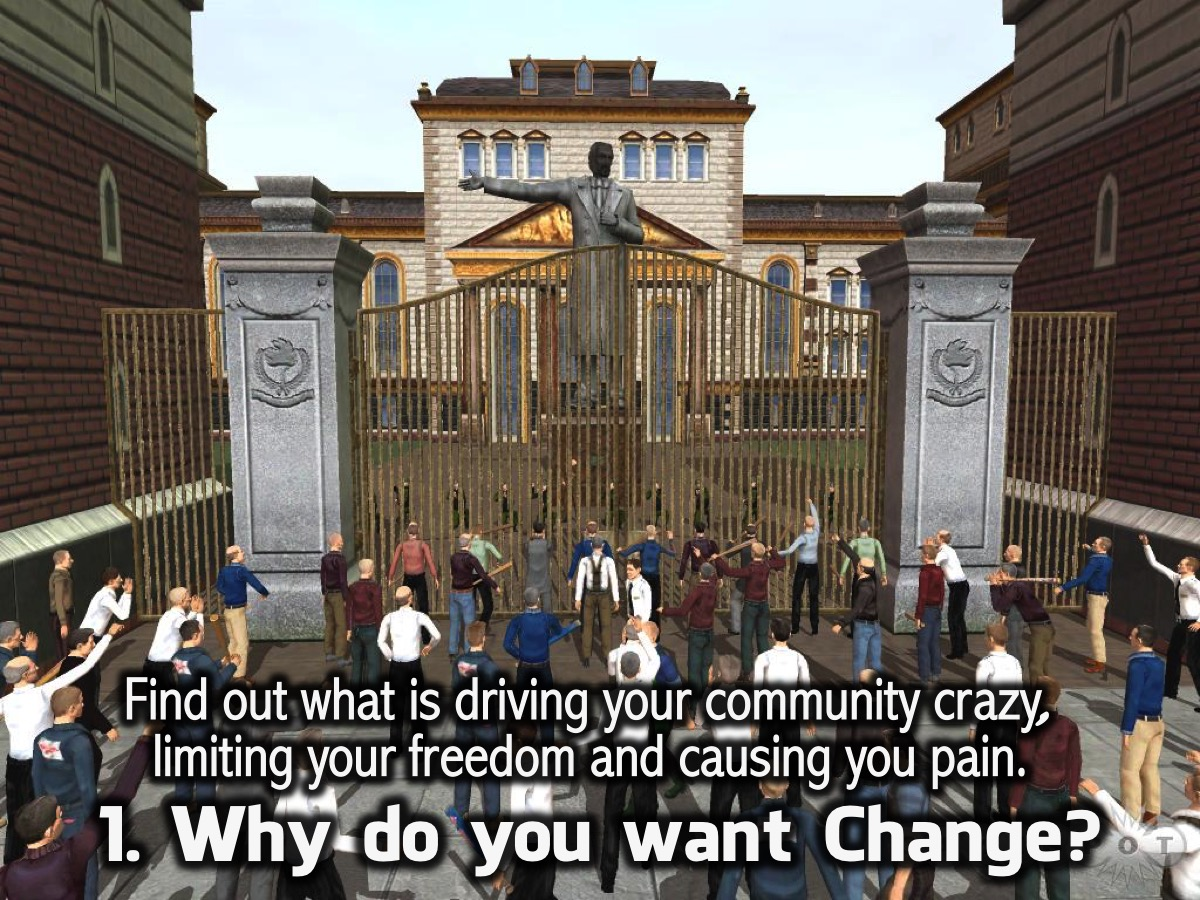 Find out what is driving your community crazy,
limiting your freedom and causing you pain.
1. Why do you want Change?
OT